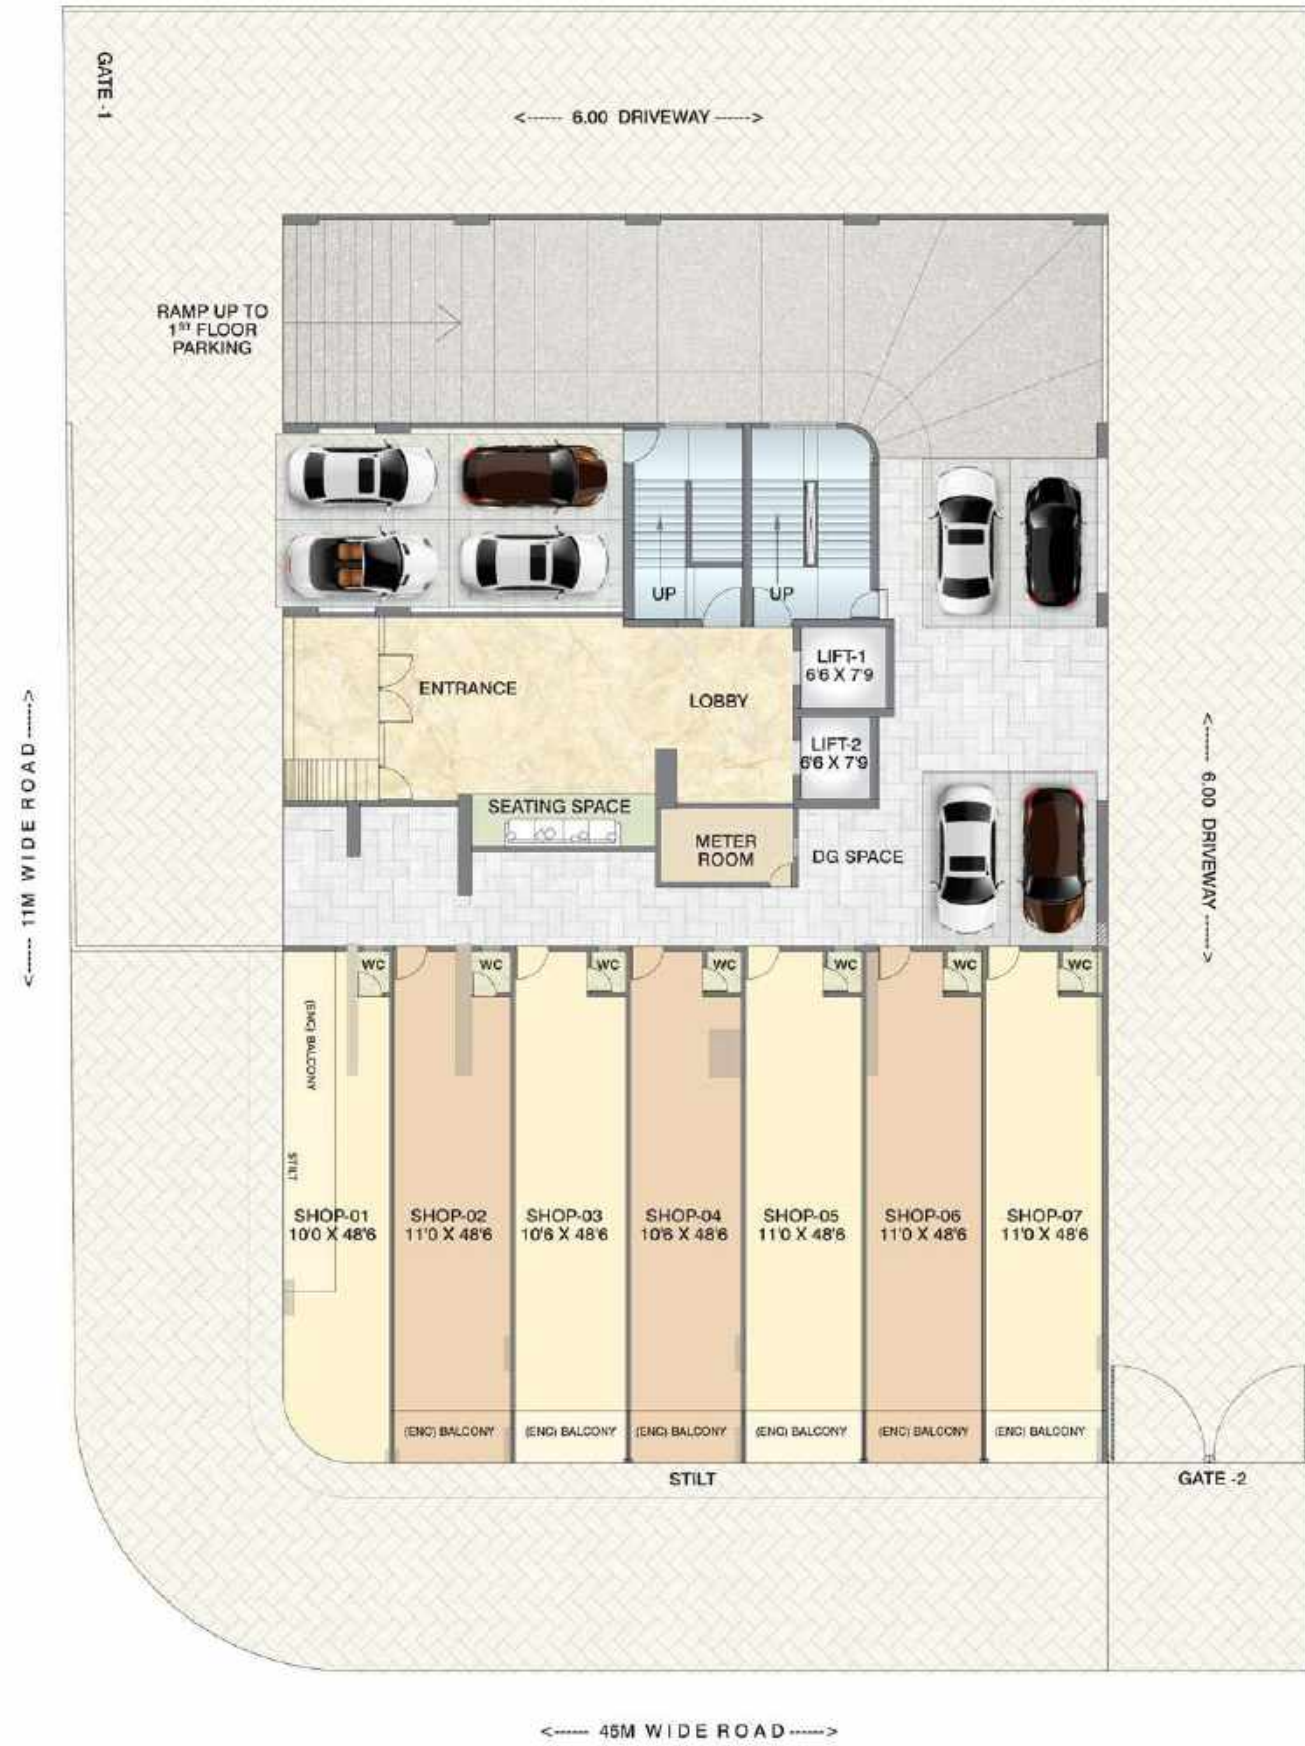 GATE -1
<------ 6.00 DRIVEWAY ------>
RAMP UP TO
1ST FLOOR
PARKING
UP
UP
LIFT-1
6'6 X 7'9
ENTRANCE
LOBBY
LIFT-2
6'6 X 7'9
SEATING SPACE
METER
ROOM
DG SPACE
<------ 11M WIDE ROAD ------>
<------ 6.00 DRIVEWAY ------>
WC
WC
WC
WC
WC
WC
WC
(ENC) BALCONY
STILT
SHOP-01
10'0 X 48'6
SHOP-02
11'0 X 48'6
SHOP-03
10'6 X 48'6
SHOP-04
10'6 X 48'6
SHOP-05
11'0 X 48'6
SHOP-06
11'0 X 48'6
SHOP-07
11'0 X 48'6
(ENC) BALCONY
(ENC) BALCONY
(ENC) BALCONY
(ENC) BALCONY
(ENC) BALCONY
(ENC) BALCONY
STILT
GATE -2
<------ 45M WIDE ROAD ------>